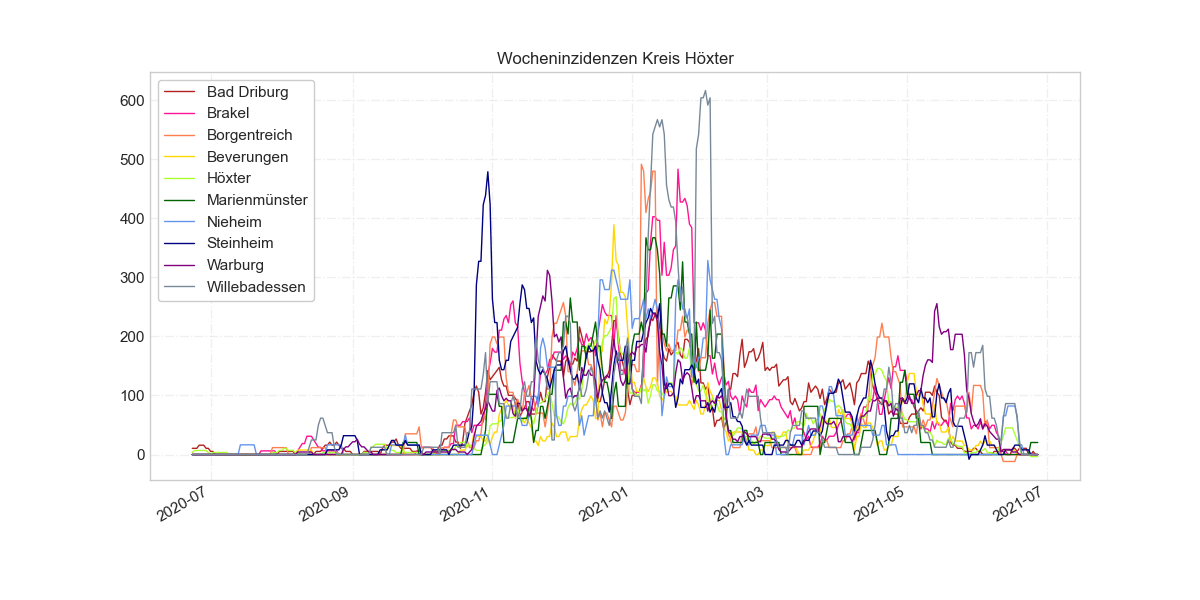 Wocheninzidenzen Kreis Höxter
600
500
400
300
200
100
0
Bad Driburg
Brakel
Borgentreich
Beverungen
Höxter
Marienmünster
Nieheim
Steinheim
Warburg
Willebadessen
2020-07
2020-09
2020-11
2021-01
2021-03
2021-05
2021-07